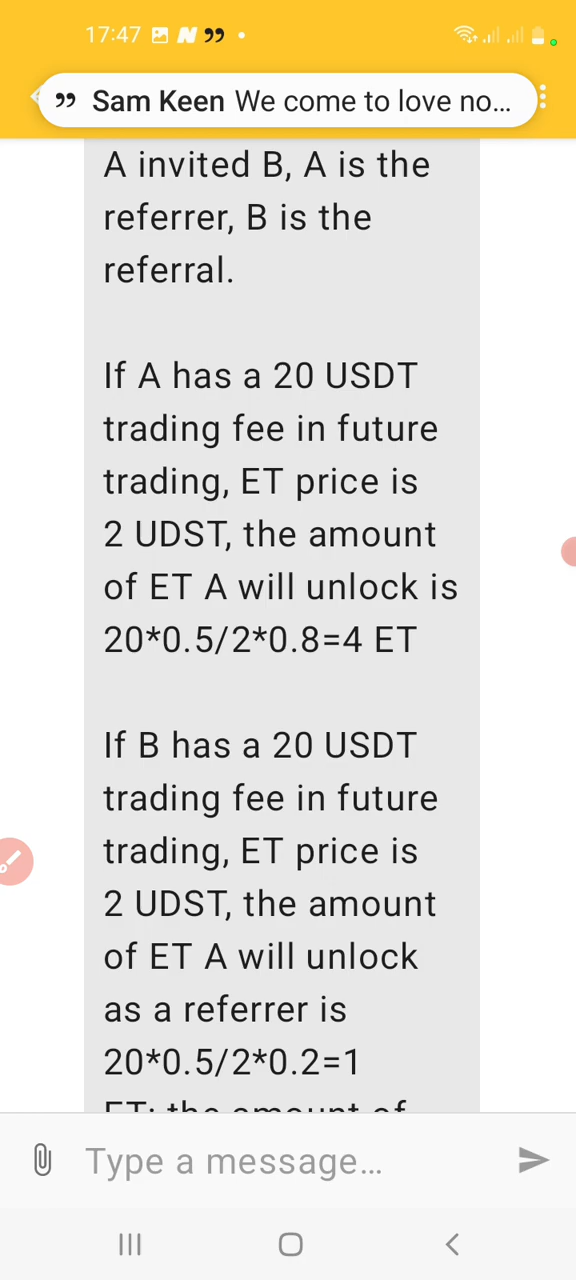 17:47
Sam Keen We come to love no...
A invited B, A is the
referrer, B is the
referral.
If A has a 20 USDT
trading fee in future
trading, ET price is
2 UDST, the amount
of ET A will unlock is
20*0.5/2*0.8=4 ET
If B has a 20 USDT
trading fee in future
trading, ET price is
2 UDST, the amount
of ET A will unlock
as a referrer is
20*0.5/2*0.2=1
ET; the amount of
Type a message...